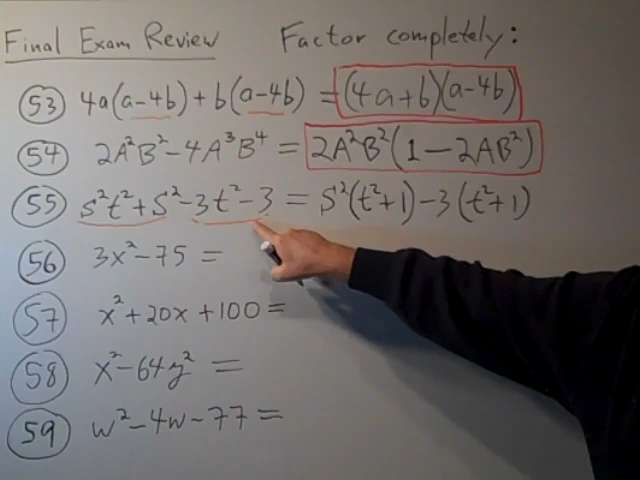 Final Exam Review Factor completely:
53 4a(a-4b)+b(a-4b) = (4a+b)(a-4b)
54 2A²B²-4A³B⁴ = 2A²B²(1-2AB²)
55 s²t²+s²-3t²-3 = s²(t²+1)-3(t²+1)
56 3x²-75 =
57 x²+20x+100 =
58 x²-64y² =
59 w²-4w-77 =